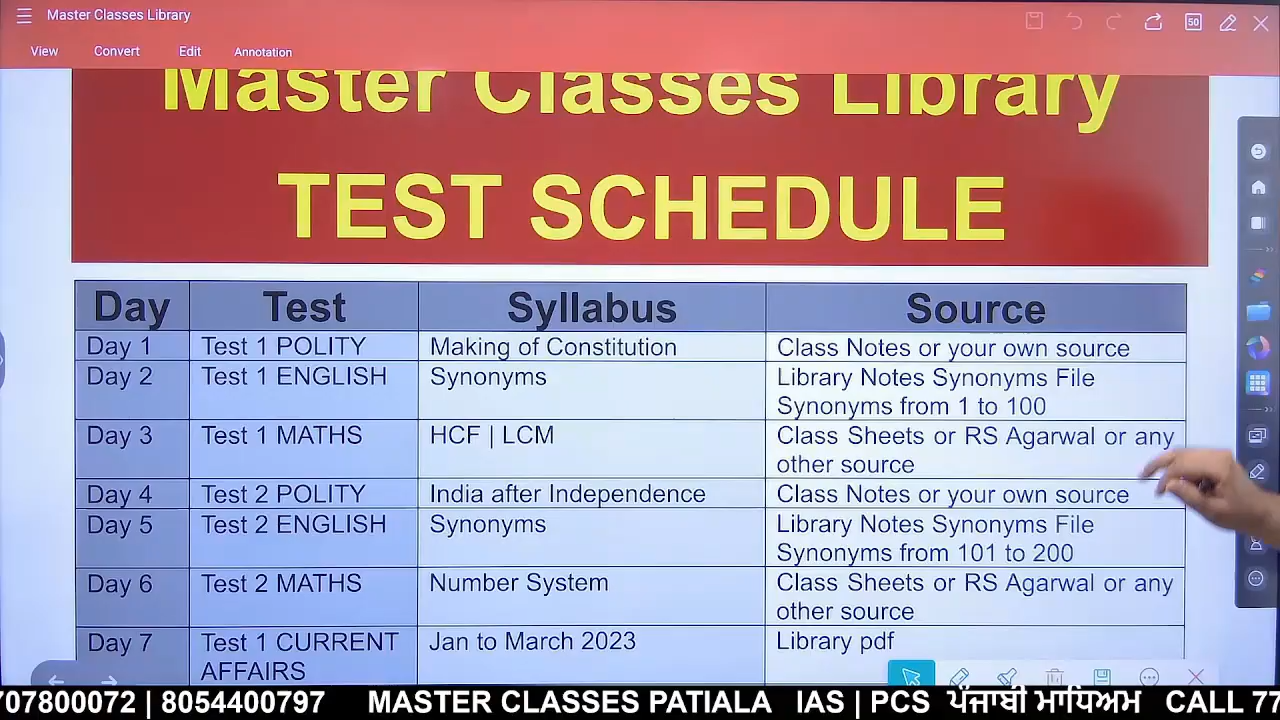 Master Classes Library
View Convert Edit Annotation
50
Master Classes Library
TEST SCHEDULE
Day Test Syllabus Source
Day 1 Test 1 POLITY Making of Constitution Class Notes or your own source
Day 2 Test 1 ENGLISH Synonyms Library Notes Synonyms File
Synonyms from 1 to 100
Day 3 Test 1 MATHS HCF | LCM Class Sheets or RS Agarwal or any
other source
Day 4 Test 2 POLITY India after Independence Class Notes or your own source
Day 5 Test 2 ENGLISH Synonyms Library Notes Synonyms File
Synonyms from 101 to 200
Day 6 Test 2 MATHS Number System Class Sheets or RS Agarwal or any
other source
Day 7 Test 1 CURRENT Jan to March 2023 Library pdf
AFFAIRS
707800072 | 8054400797 MASTER CLASSES PATIALA IAS | PCS ਪੰਜਾਬੀ ਮਾਧਿਅਮ CALL 77